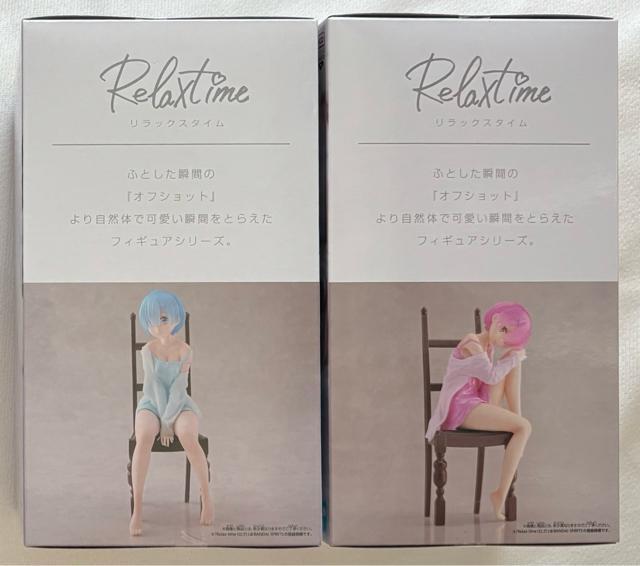 Relaxtime
リラックスタイム
ふとした瞬間の
『オフショット』
より自然体で可愛い瞬間をとらえた
フィギュアシリーズ。
Relaxtime
リラックスタイム
ふとした瞬間の
『オフショット』
より自然体で可愛い瞬間をとらえた
フィギュアシリーズ。